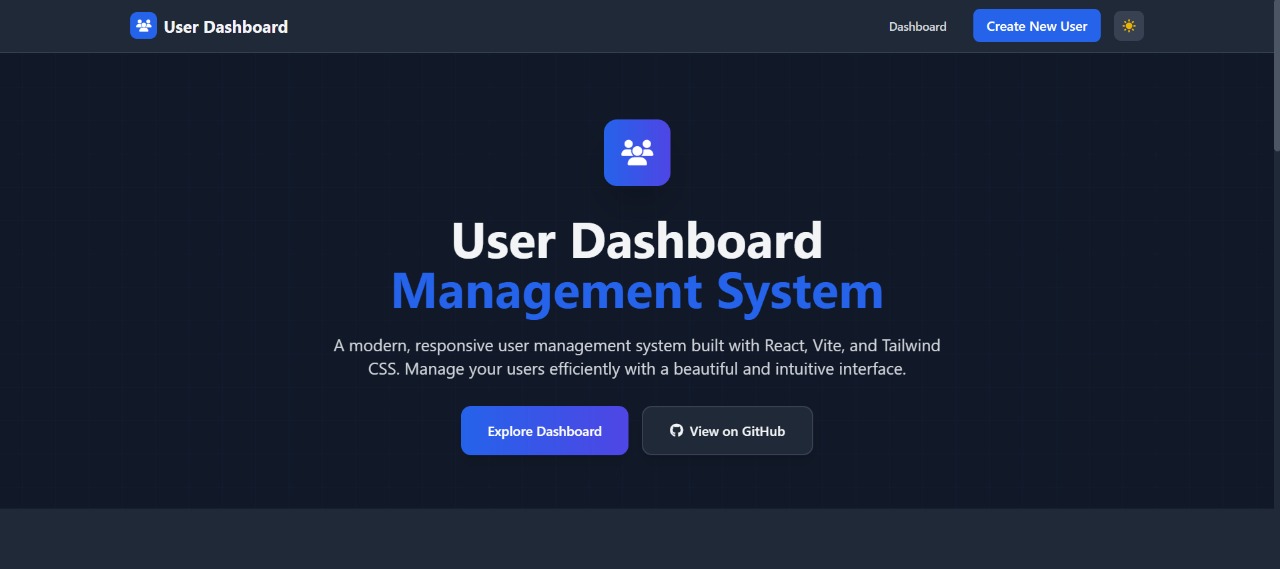 User Dashboard
Dashboard
Create New User
User Dashboard
Management System
A modern, responsive user management system built with React, Vite, and Tailwind
CSS. Manage your users efficiently with a beautiful and intuitive interface.
Explore Dashboard
View on GitHub